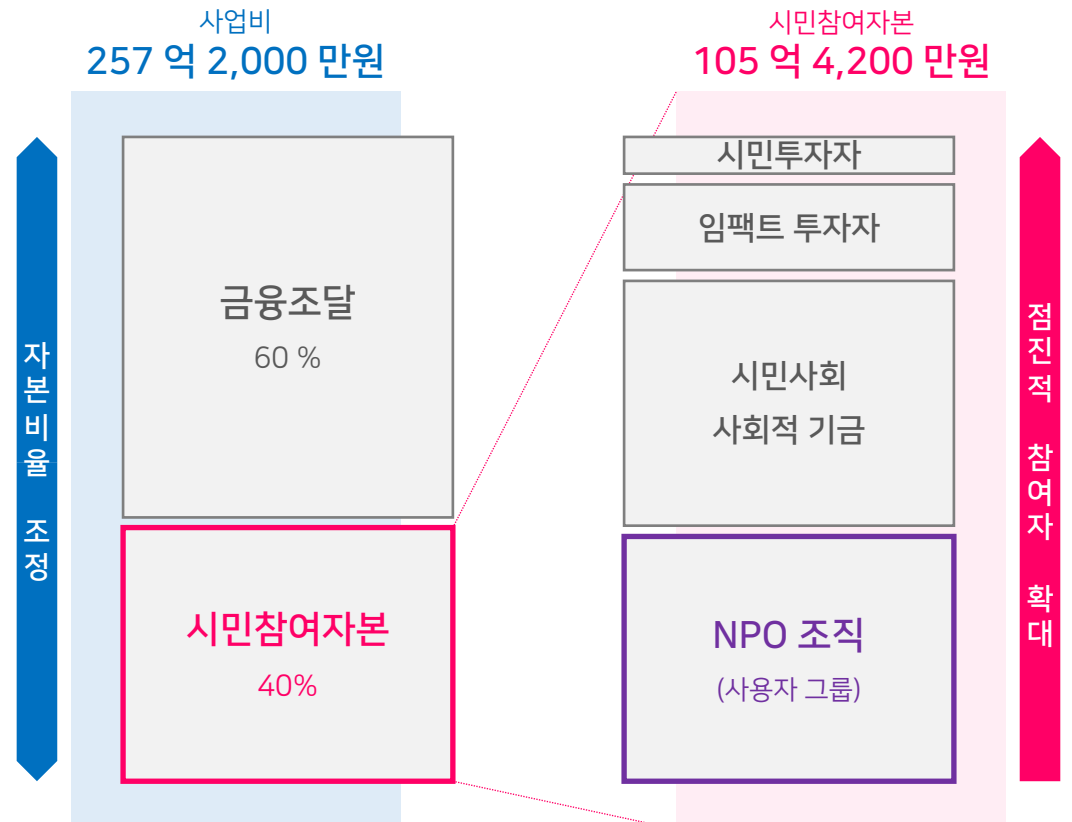 사업비
257 억 2,000 만원
시민참여자본
105 억 4,200 만원
자본비율 조정
금융조달
60 %
시민참여자본
40%
시민투자자
임팩트 투자자
시민사회
사회적 기금
NPO 조직
(사용자 그룹)
점진적 참여자 확대